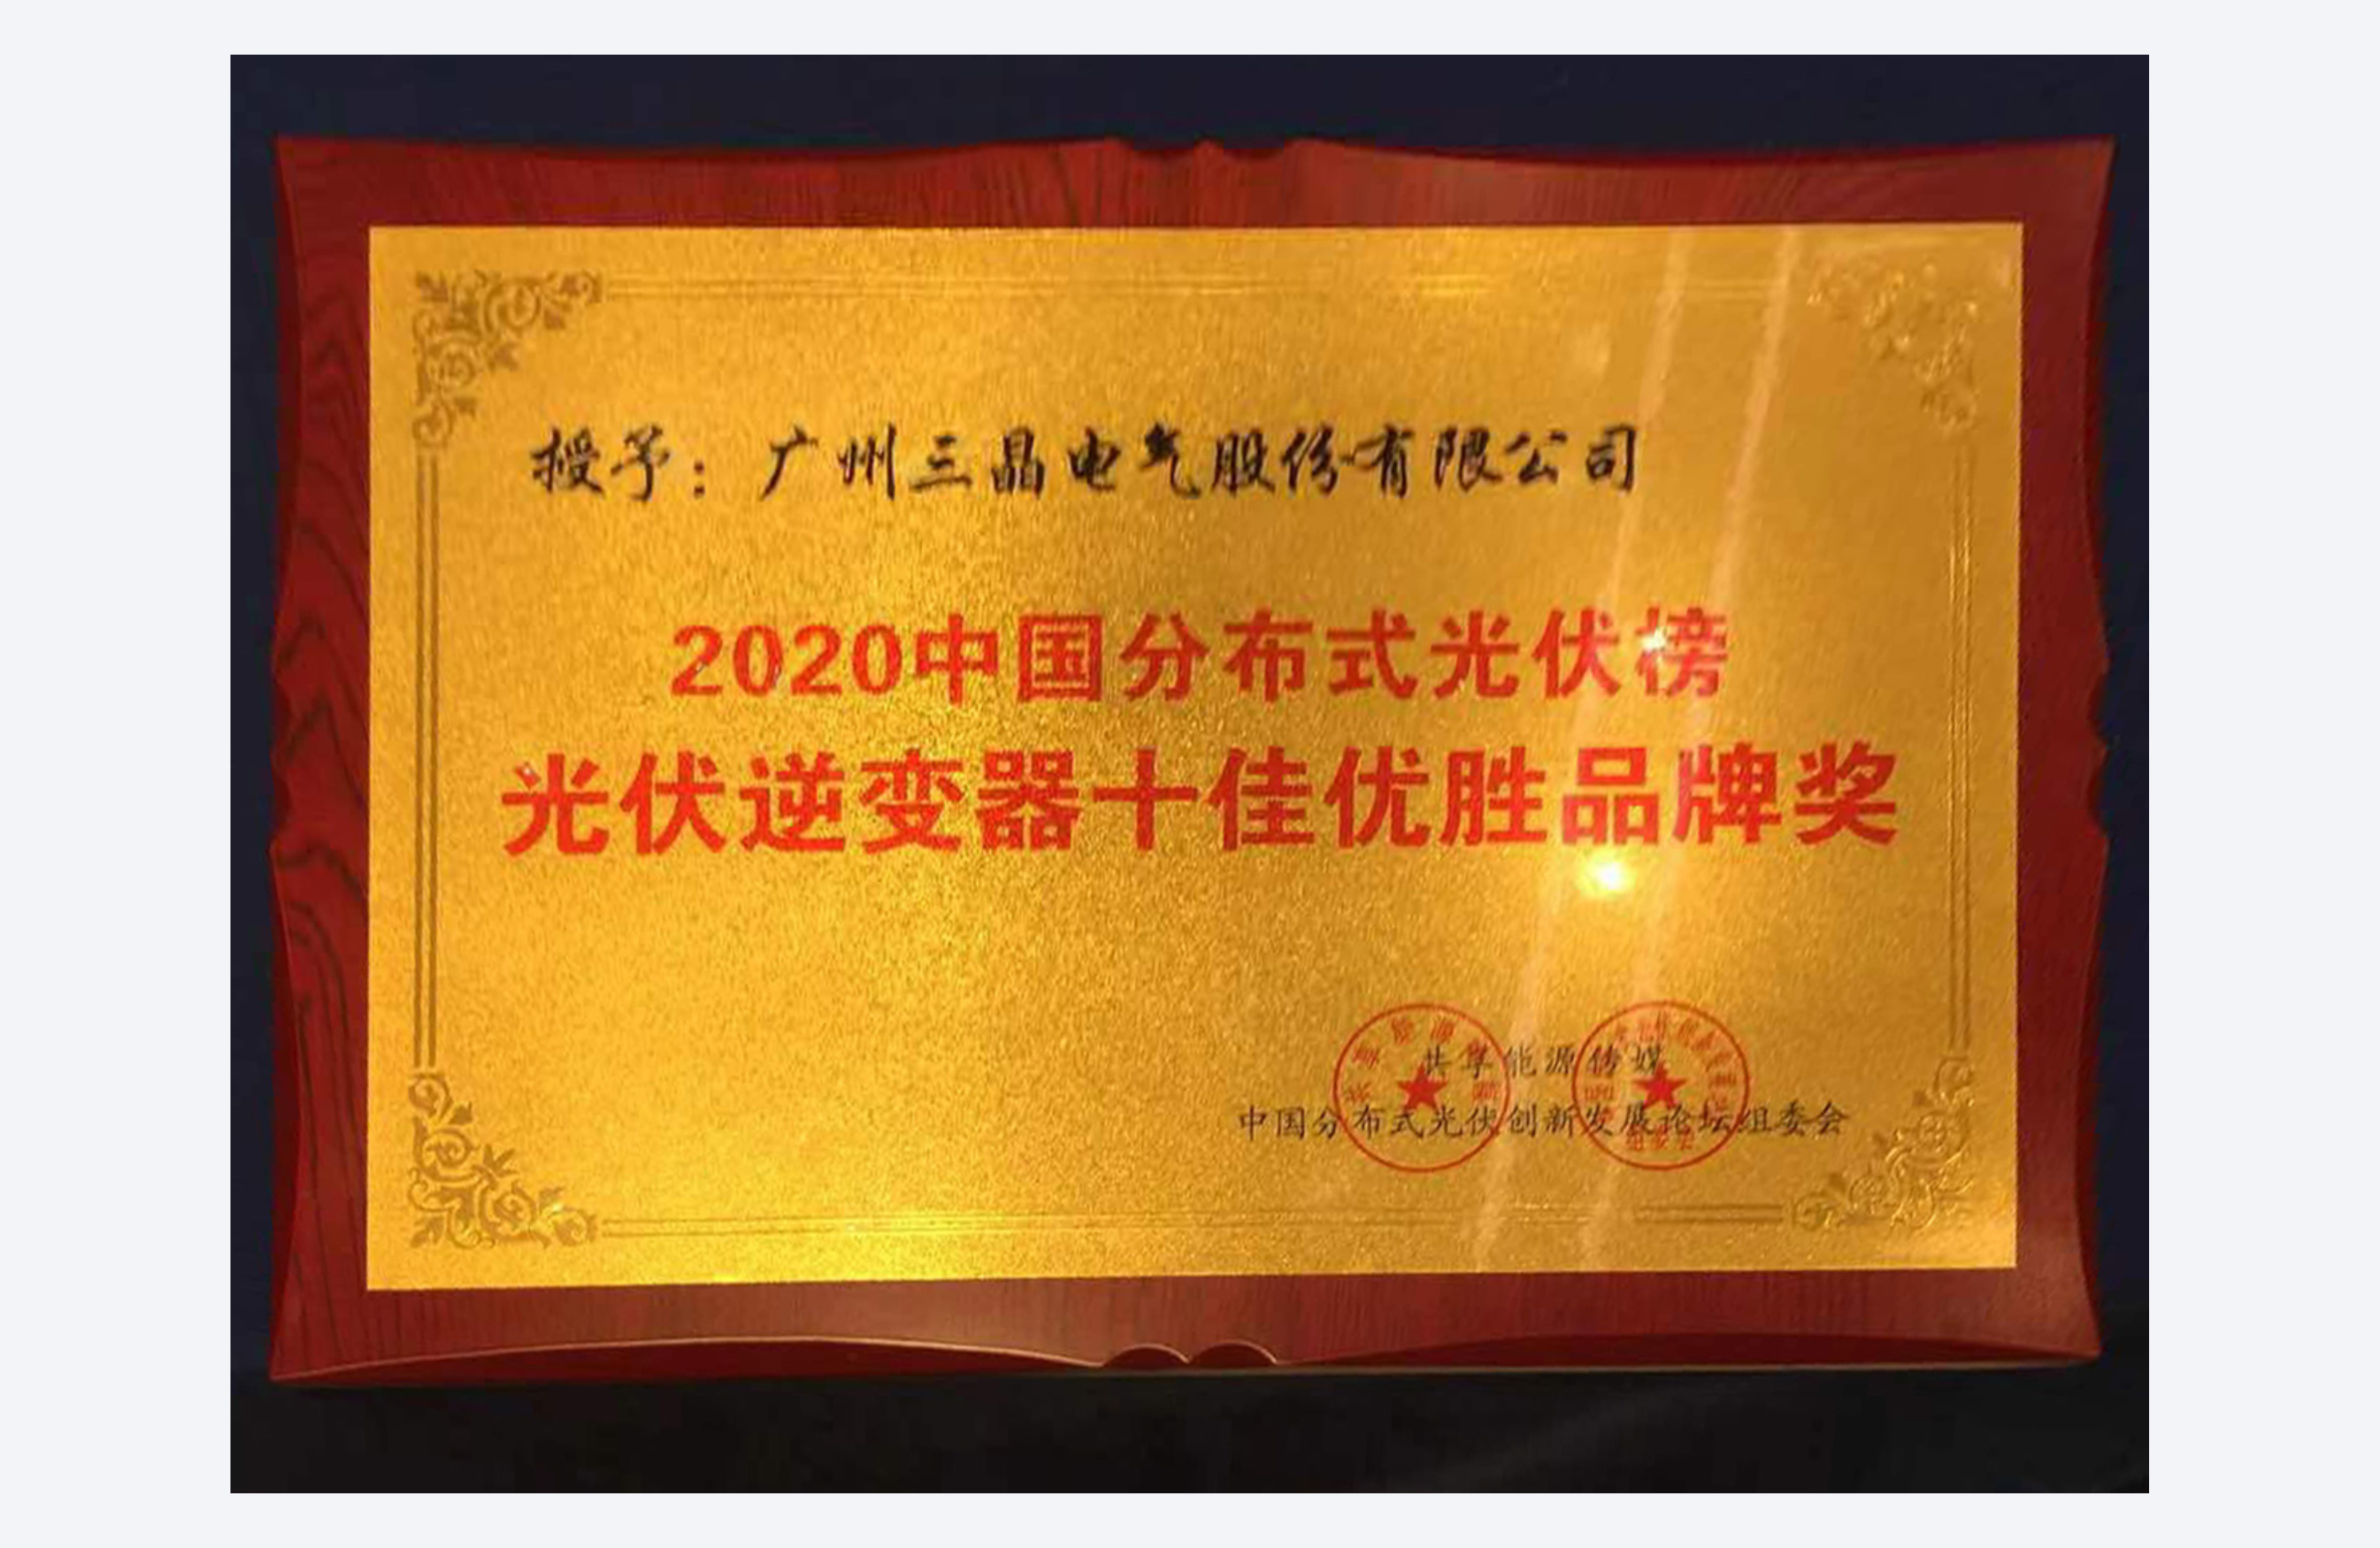 授予：广州三晶电气股份有限公司
2020中国分布式光伏榜
光伏逆变器十佳优胜品牌奖
共享能源传媒
中国分布式光伏创新发展论坛组委会